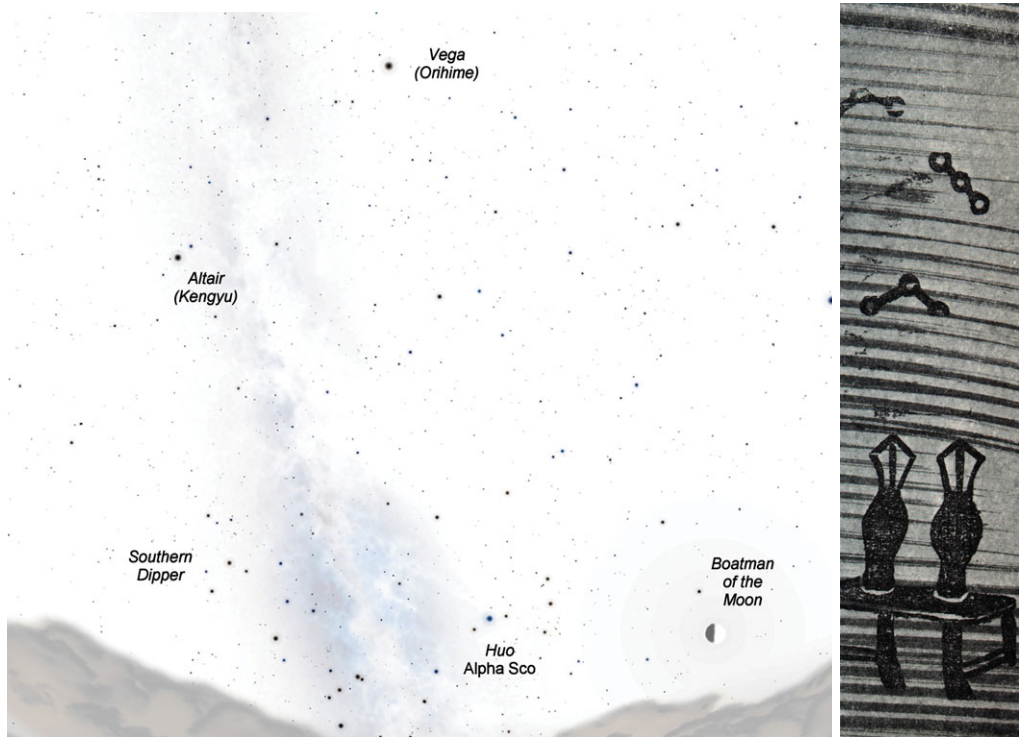 Vega
(Orihime)
Altair
(Kengyu)
Southern
Dipper
Boatman
of the
Moon
Huo
Alpha Sco